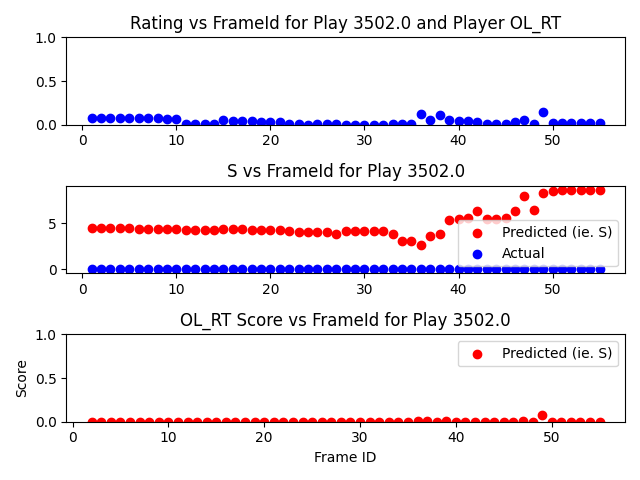 Rating vs FrameId for Play 3502.0 and Player OL_RT
1.0
0.5
0.0
0 10 20 30 40 50
S vs FrameId for Play 3502.0
5
0
Predicted (ie. S)
Actual
0 10 20 30 40 50
OL_RT Score vs FrameId for Play 3502.0
1.0
0.5
0.0
Score
Predicted (ie. S)
0 10 20 30 40 50
Frame ID